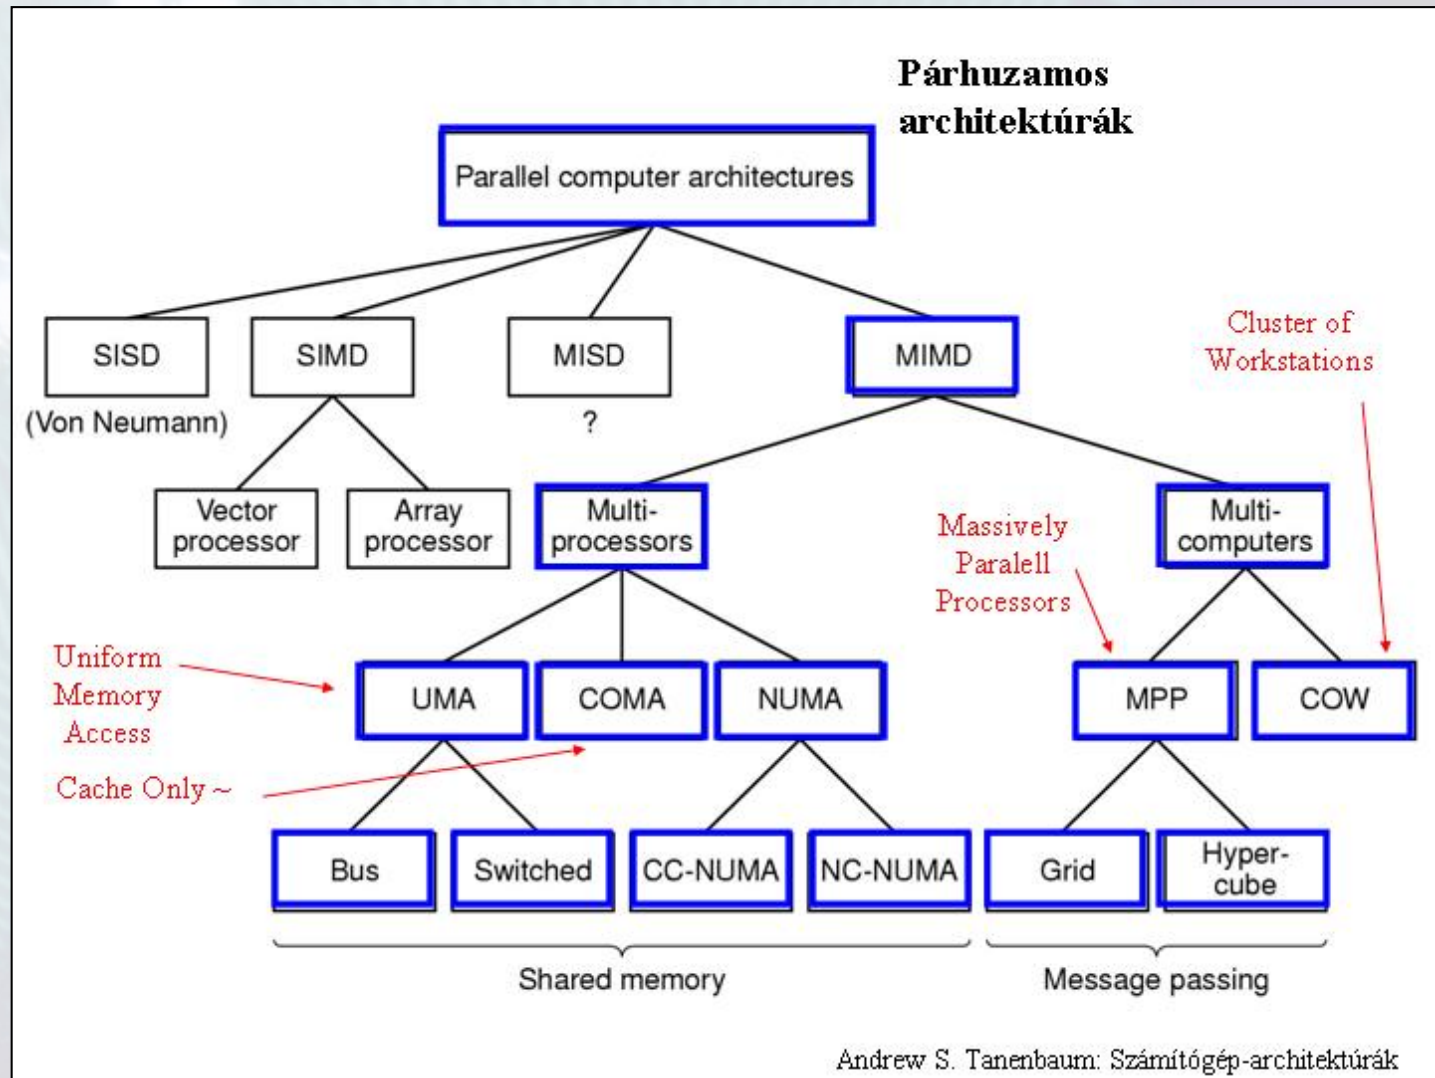 Párhuzamos
architektúrák
Parallel computer architectures
SISD
SIMD
MISD
MIMD
Cluster of
Workstations
(Von Neumann)
?
Vector
processor
Array
processor
Multi-
processors
Massively
Paralell
Processors
Multi-
computers
Uniform
Memory
Access
UMA
COMA
NUMA
MPP
COW
Cache Only ~
Bus
Switched
CC-NUMA
NC-NUMA
Grid
Hyper-
cube
Shared memory
Message passing
Andrew S. Tanenbaum: Számítógép-architektúrák